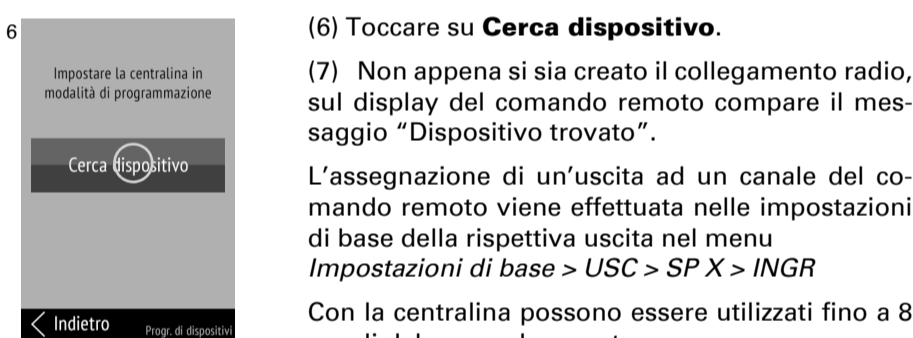 6
Impostare la centralina in
modalità di programmazione
Cerca dispositivo
Indietro
Progr. di dispositivi
(6) Toccare su Cerca dispositivo.
(7) Non appena si sia creato il collegamento radio,
sul display del comando remoto compare il mes-
saggio “Dispositivo trovato”.
L’assegnazione di un’uscita ad un canale del co-
mando remoto viene effettuata nelle impostazioni
di base della rispettiva uscita nel menu
Impostazioni di base > USC > SP X > INGR
Con la centralina possono essere utilizzati fino a 8